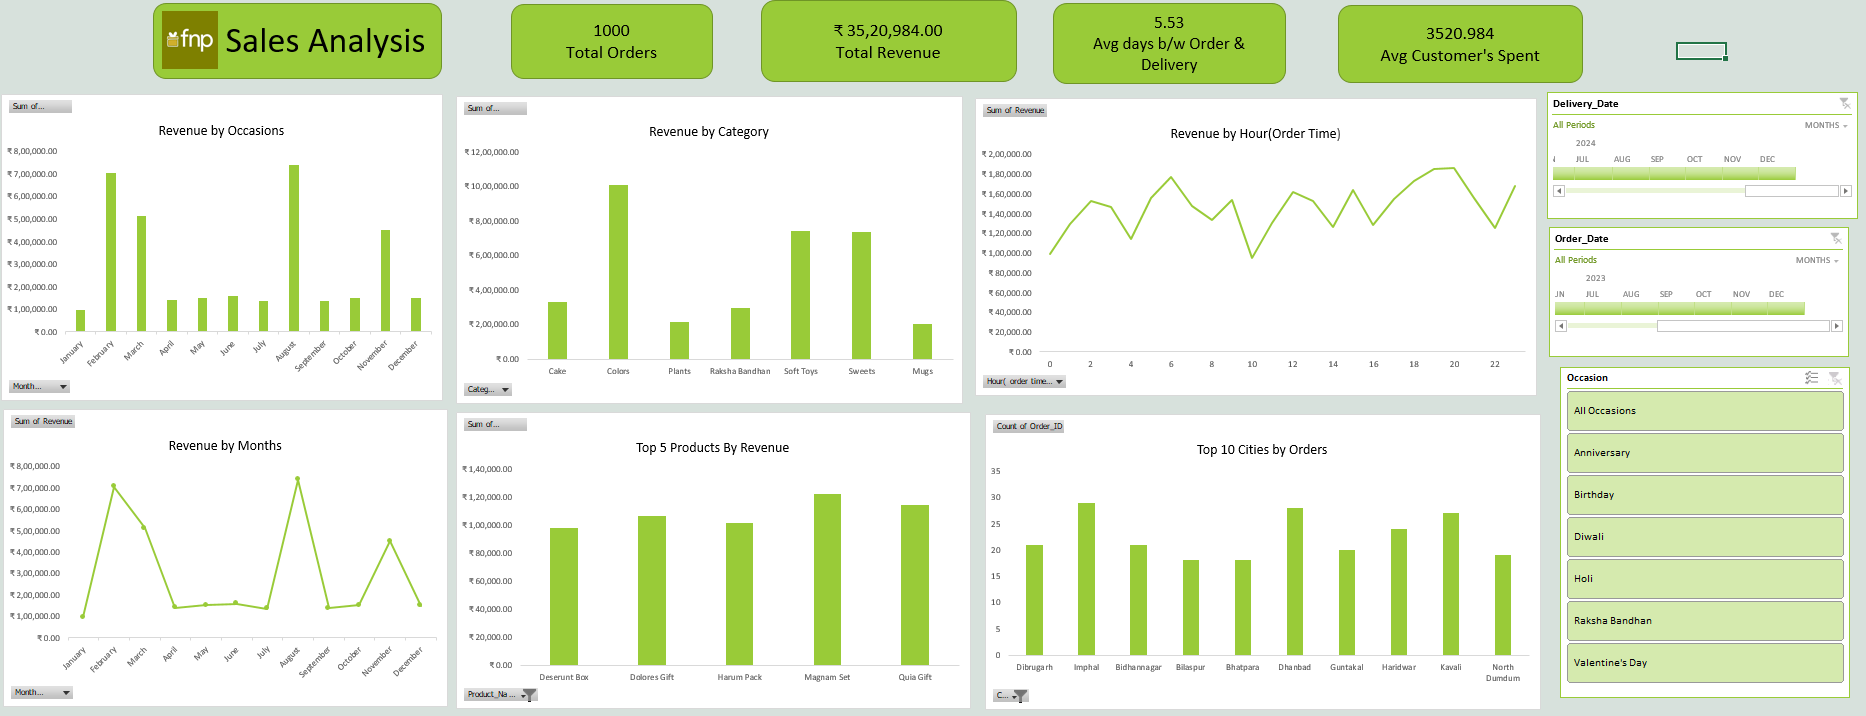 fnp Sales Analysis
1000
Total Orders
₹ 35,20,984.00
Total Revenue
5.53
Avg days b/w Order &
Delivery
3520.984
Avg Customer's Spent
Sum of...
Revenue by Occasions
₹ 8,00,000.00
₹ 7,00,000.00
₹ 6,00,000.00
₹ 5,00,000.00
₹ 4,00,000.00
₹ 3,00,000.00
₹ 2,00,000.00
₹ 1,00,000.00
₹ 0.00
January February March April May June July August September October November December
Month...
Sum of...
Revenue by Category
₹ 12,00,000.00
₹ 10,00,000.00
₹ 8,00,000.00
₹ 6,00,000.00
₹ 4,00,000.00
₹ 2,00,000.00
₹ 0.00
Cake Colors Plants Raksha Bandhan Soft Toys Sweets Mugs
Categ...
Sum of Revenue
Revenue by Hour(Order Time)
₹ 2,00,000.00
₹ 1,80,000.00
₹ 1,60,000.00
₹ 1,40,000.00
₹ 1,20,000.00
₹ 1,00,000.00
₹ 80,000.00
₹ 60,000.00
₹ 40,000.00
₹ 20,000.00
₹ 0.00
0 2 4 6 8 10 12 14 16 18 20 22
Hour( order time...
Delivery_Date
All Periods MONTHS
2024
JUL AUG SEP OCT NOV DEC
Order_Date
All Periods MONTHS
2023
JN JUL AUG SEP OCT NOV DEC
Occasion
All Occasions
Anniversary
Birthday
Diwali
Holi
Raksha Bandhan
Valentine's Day
Sum of Revenue
Revenue by Months
₹ 8,00,000.00
₹ 7,00,000.00
₹ 6,00,000.00
₹ 5,00,000.00
₹ 4,00,000.00
₹ 3,00,000.00
₹ 2,00,000.00
₹ 1,00,000.00
₹ 0.00
January February March April May June July August September October November December
Month...
Sum of...
Top 5 Products By Revenue
₹ 1,40,000.00
₹ 1,20,000.00
₹ 1,00,000.00
₹ 80,000.00
₹ 60,000.00
₹ 40,000.00
₹ 20,000.00
₹ 0.00
Deserunt Box Dolores Gift Harum Pack Magnam Set Quia Gift
Product_Na...
Count of Order_ID
Top 10 Cities by Orders
35
30
25
20
15
10
5
0
Dibrugarh Imphal Bidhannagar Bilaspur Bhatpara Dhanbad Guntakal Haridwar Kavali North
Dumdum
C...